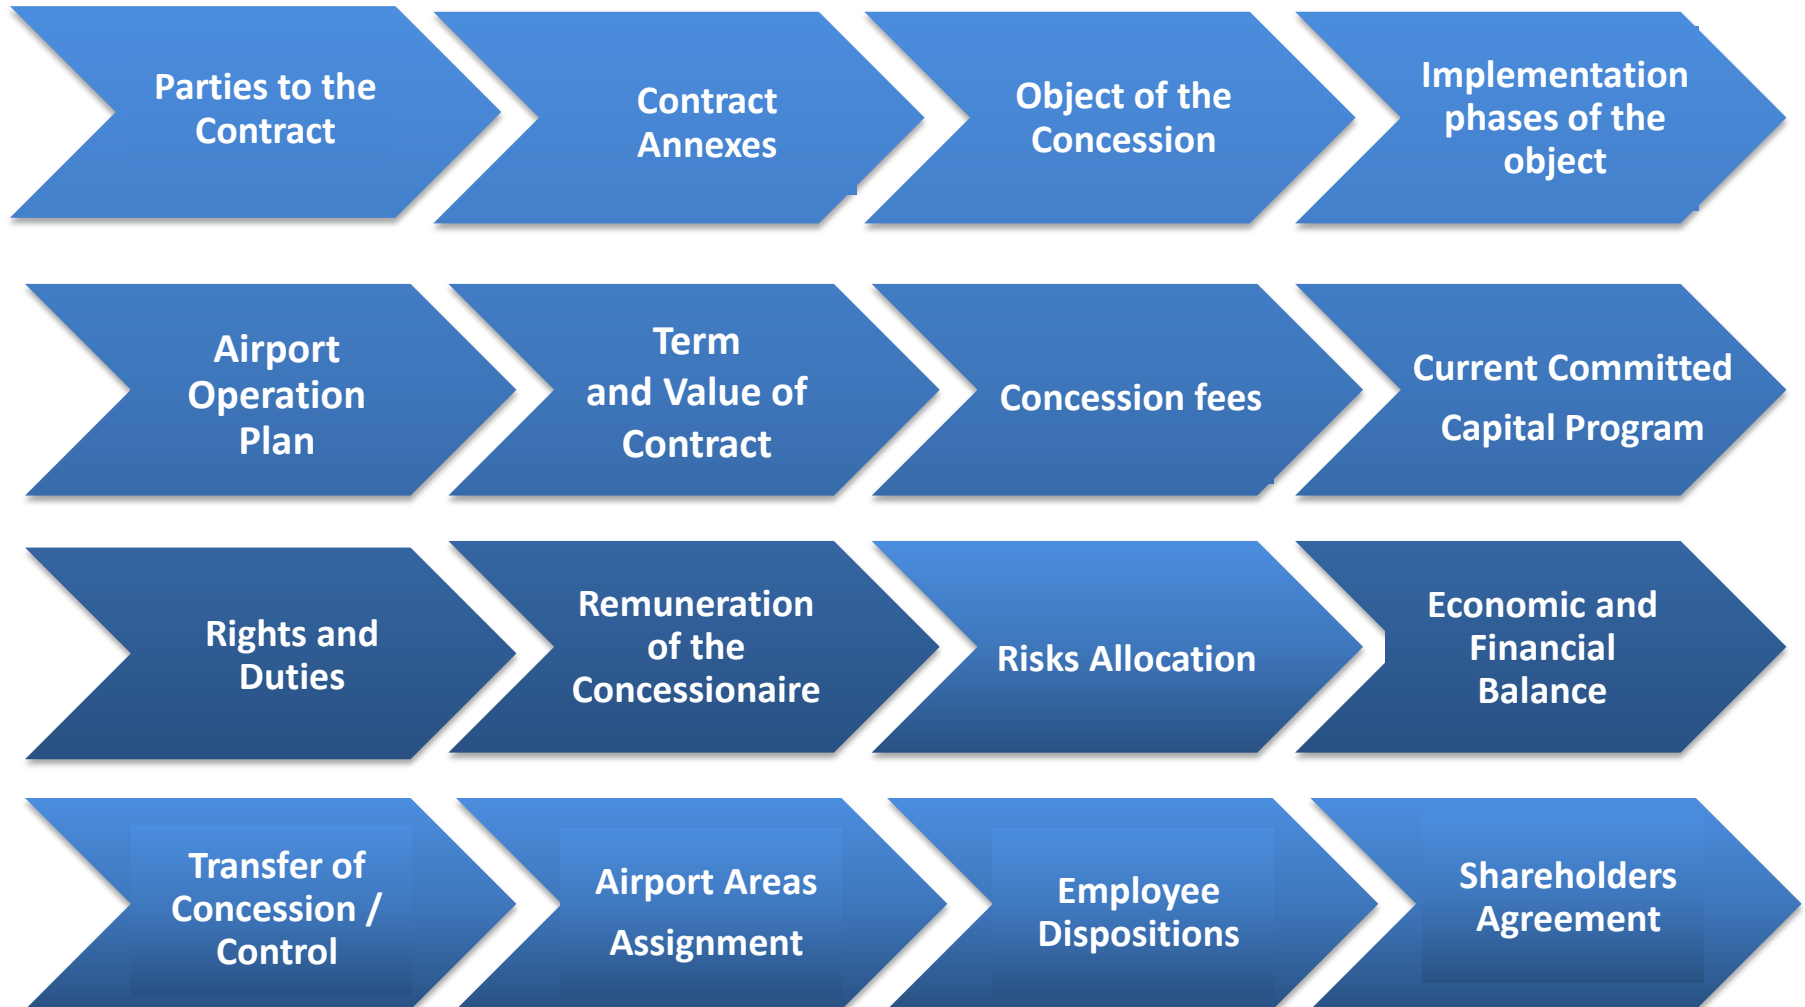 Parties to the
Contract
Contract
Annexes
Object of the
Concession
Implementation
phases of the
object
Airport
Operation
Plan
Term
and Value of
Contract
Concession fees
Current Committed
Capital Program
Rights and
Duties
Remuneration
of the
Concessionaire
Risks Allocation
Economic and
Financial
Balance
Transfer of
Concession /
Control
Airport Areas
Assignment
Employee
Dispositions
Shareholders
Agreement